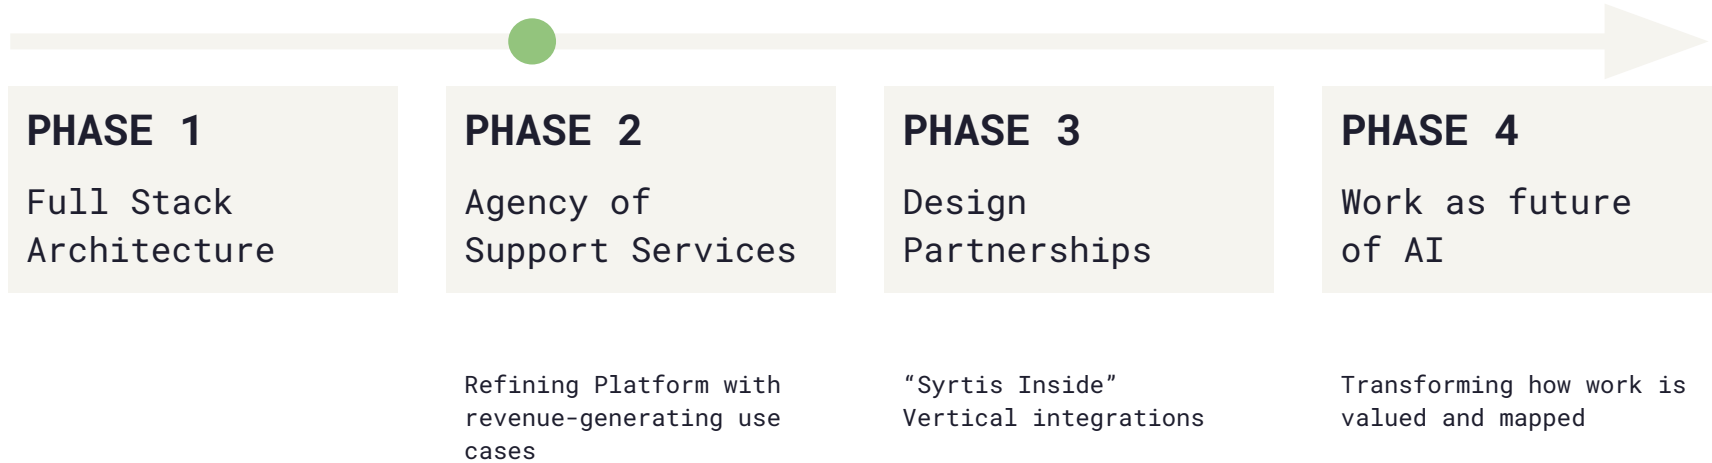 PHASE 1
Full Stack
Architecture
PHASE 2
Agency of
Support Services
Refining Platform with
revenue-generating use
cases
PHASE 3
Design
Partnerships
“Syrtis Inside”
Vertical integrations
PHASE 4
Work as future
of AI
Transforming how work is
valued and mapped